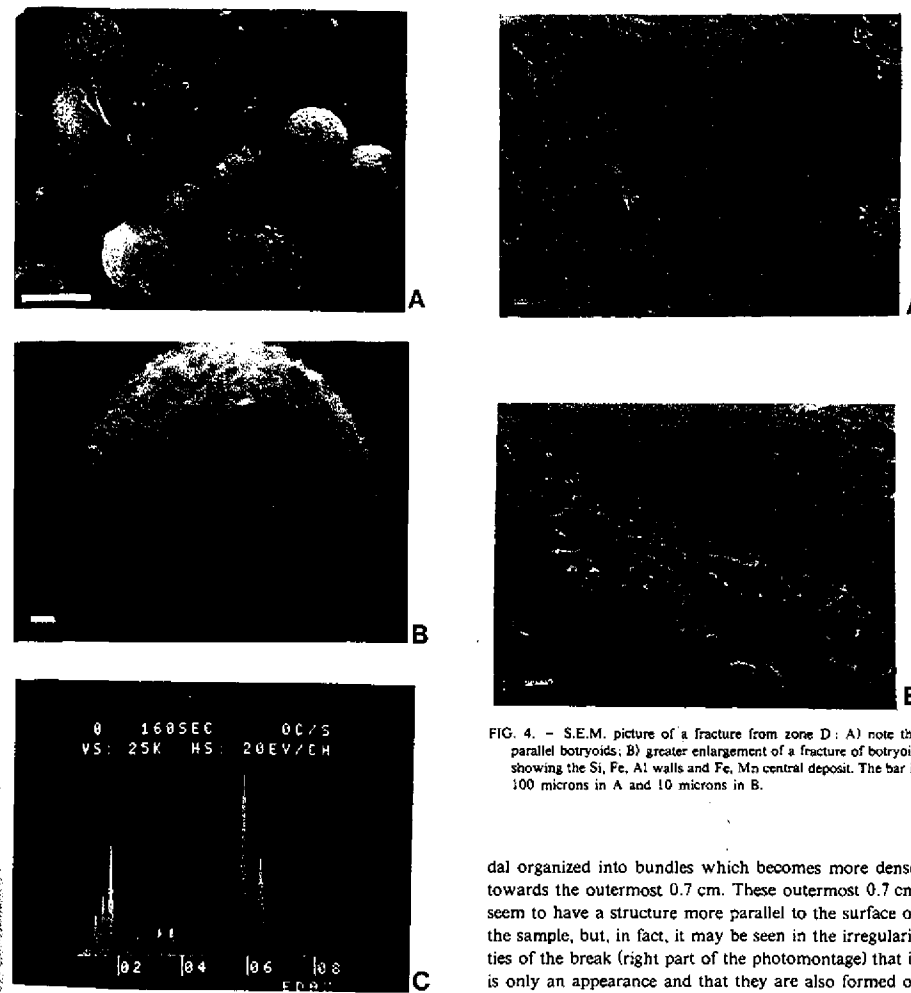 A
B
0 160SEC 0C/S
VS: 25K HS: 20EV/CH
02 04 06 08
EDAX
C
FIG. 4. – S.E.M. picture of a fracture from zone D: A) note th
parallel botryoids; B) greater enlargement of a fracture of botryoi
showing the Si, Fe, Al walls and Fe, Mn central deposit. The bar
100 microns in A and 10 microns in B.
dal organized into bundles which becomes more dens
towards the outermost 0.7 cm. These outermost 0.7 cm
seem to have a structure more parallel to the surface o
the sample, but, in fact, it may be seen in the irregulari
ties of the break (right part of the photomontage) that i
is only an appearance and that they are also formed o